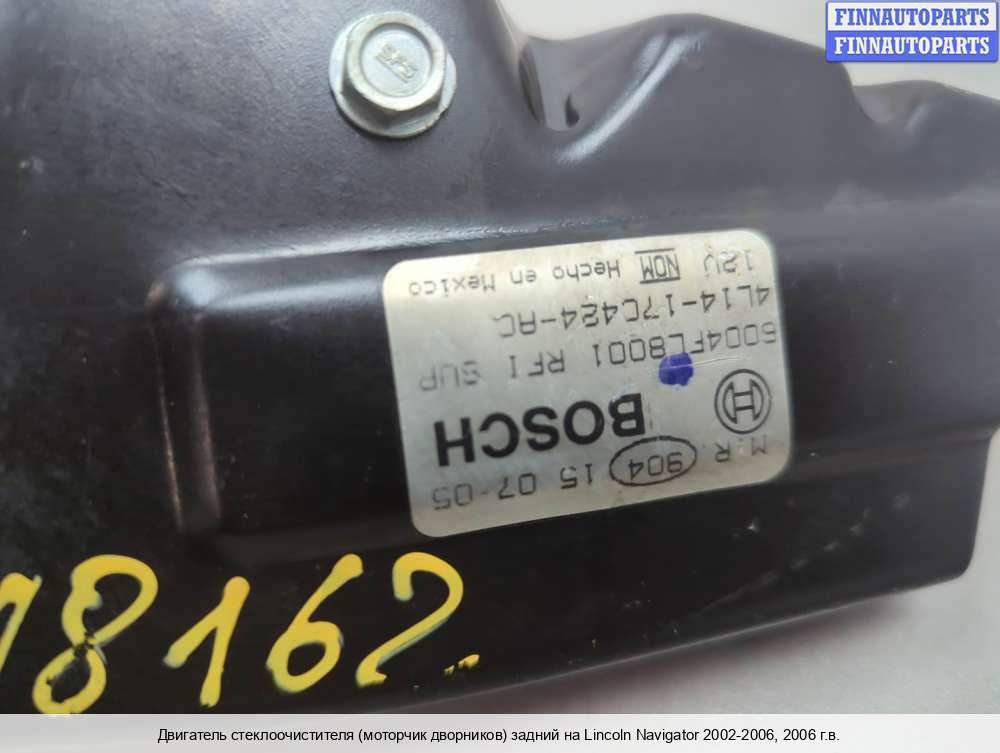 FINNAUTOPARTS
FINNAUTOPARTS
M.R. 904 15 07-05
BOSCH
6004FL8001 RFI SUP
4L14-17C424-AC
12V NOM Hecho en Mexico
18162
Двигатель стеклоочистителя (моторчик дворников) задний на Lincoln Navigator 2002-2006, 2006 г.в.